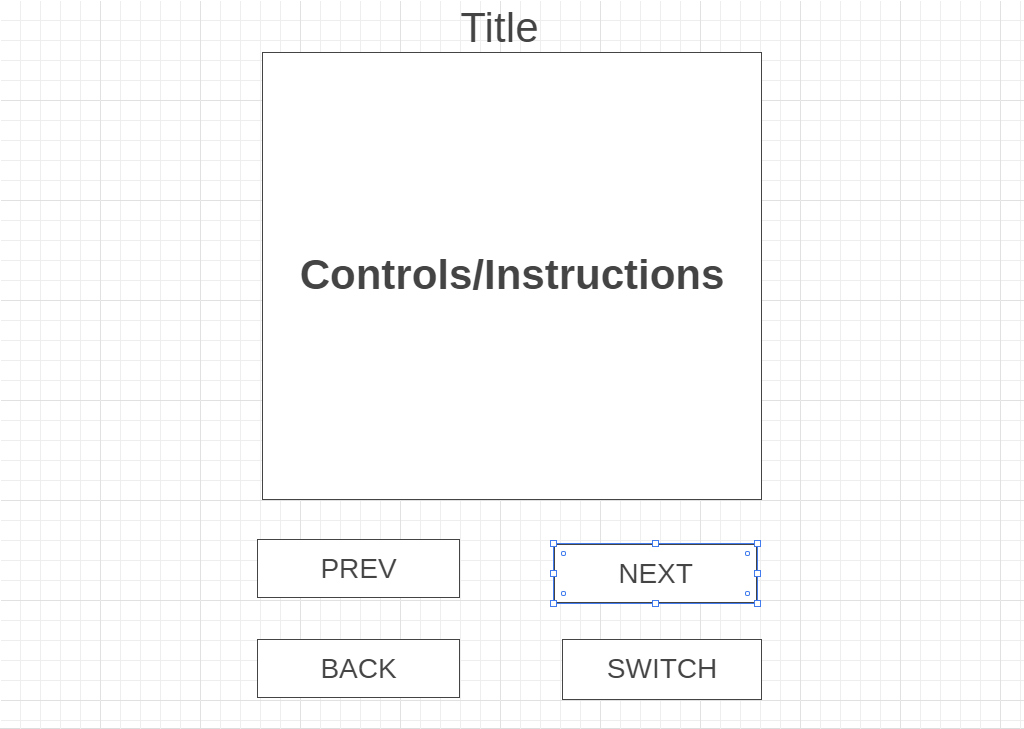 Title
Controls/Instructions
PREV
NEXT
BACK
SWITCH